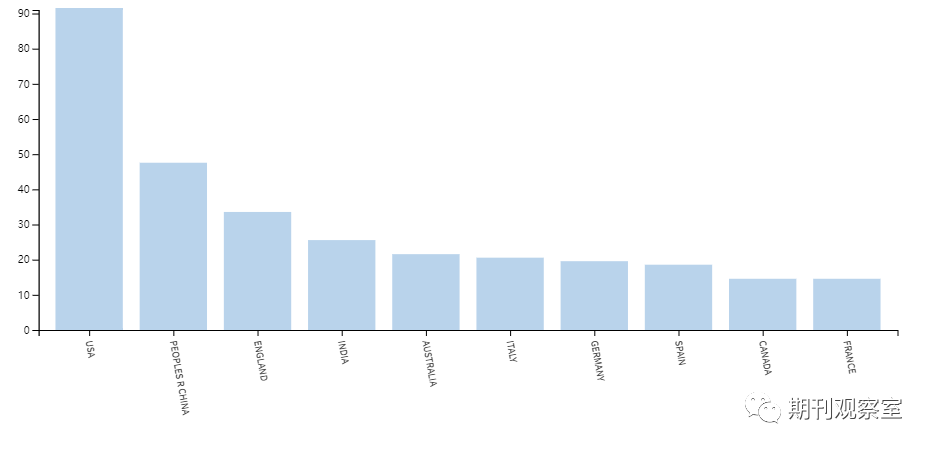 90
80
70
60
50
40
30
20
10
0
USA
PEOPLES R CHINA
ENGLAND
INDIA
AUSTRALIA
ITALY
GERMANY
SPAIN
CANADA
FRANCE
期刊观察室